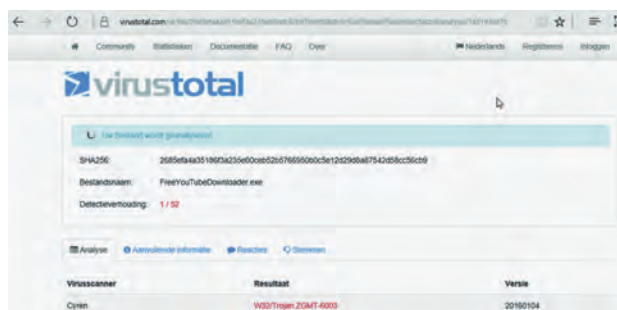 virustotal.com
Community Statistieken Documentatie FAQ Over Nederlands Registreren Inloggen
virustotal
Uw bestand wordt geanalyseerd
SHA256:
Bestandsnaam: FreeYouTubeDownloader.exe
Detectieverhouding: 1 / 52
Analyse Aanvullende informatie Reacties Stemmen
Virusscanner Resultaat Versie
Cyren W32/Trojan.ZGMT-6003 20160104